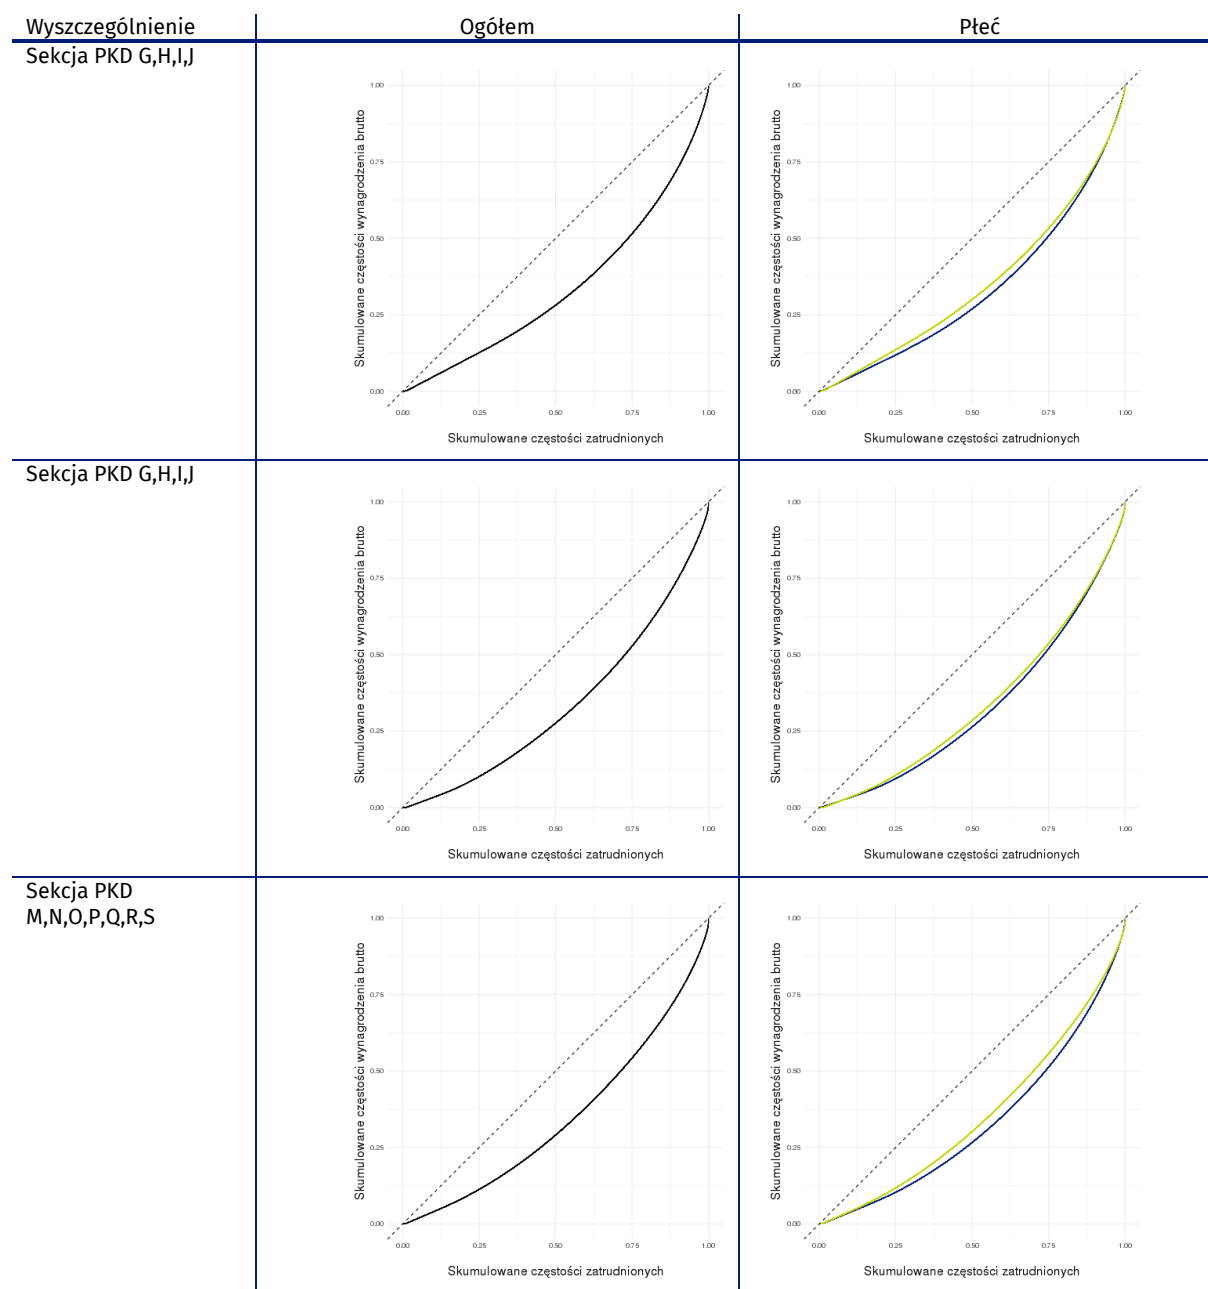 Wyszczególnienie Ogółem Płeć
Sekcja PKD G,H,I,J
Skumulowane częstości wynagrodzenia brutto
1.00
0.75
0.50
0.25
0.00
0.00 0.25 0.50 0.75 1.00
Skumulowane częstości zatrudnionych
Skumulowane częstości wynagrodzenia brutto
1.00
0.75
0.50
0.25
0.00
0.00 0.25 0.50 0.75 1.00
Skumulowane częstości zatrudnionych
Sekcja PKD G,H,I,J
Skumulowane częstości wynagrodzenia brutto
1.00
0.75
0.50
0.25
0.00
0.00 0.25 0.50 0.75 1.00
Skumulowane częstości zatrudnionych
Skumulowane częstości wynagrodzenia brutto
1.00
0.75
0.50
0.25
0.00
0.00 0.25 0.50 0.75 1.00
Skumulowane częstości zatrudnionych
Sekcja PKD
M,N,O,P,Q,R,S
Skumulowane częstości wynagrodzenia brutto
1.00
0.75
0.50
0.25
0.00
0.00 0.25 0.50 0.75 1.00
Skumulowane częstości zatrudnionych
Skumulowane częstości wynagrodzenia brutto
1.00
0.75
0.50
0.25
0.00
0.00 0.25 0.50 0.75 1.00
Skumulowane częstości zatrudnionych